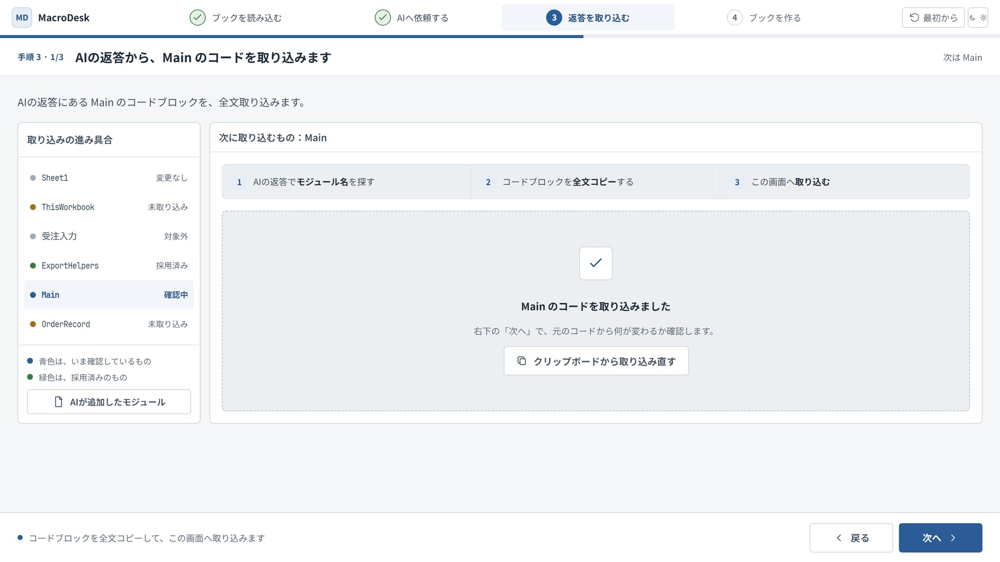 MD MacroDesk
ブックを読み込む
AIへ依頼する
3 返答を取り込む
4 ブックを作る
最初から
手順 3・1/3 AIの返答から、Main のコードを取り込みます
次は Main
AIの返答にある Main のコードブロックを、全文取り込みます。
取り込みの進み具合
Sheet1 変更なし
ThisWorkbook 未取り込み
受注入力 対象外
ExportHelpers 採用済み
Main 確認中
OrderRecord 未取り込み
青色は、いま確認しているもの
緑色は、採用済みのもの
AIが追加したモジュール
次に取り込むもの：Main
1 AIの返答でモジュール名を探す
2 コードブロックを全文コピーする
3 この画面へ取り込む
Main のコードを取り込みました
右下の「次へ」で、元のコードから何が変わるか確認します。
クリップボードから取り込み直す
コードブロックを全文コピーして、この画面へ取り込みます
戻る
次へ